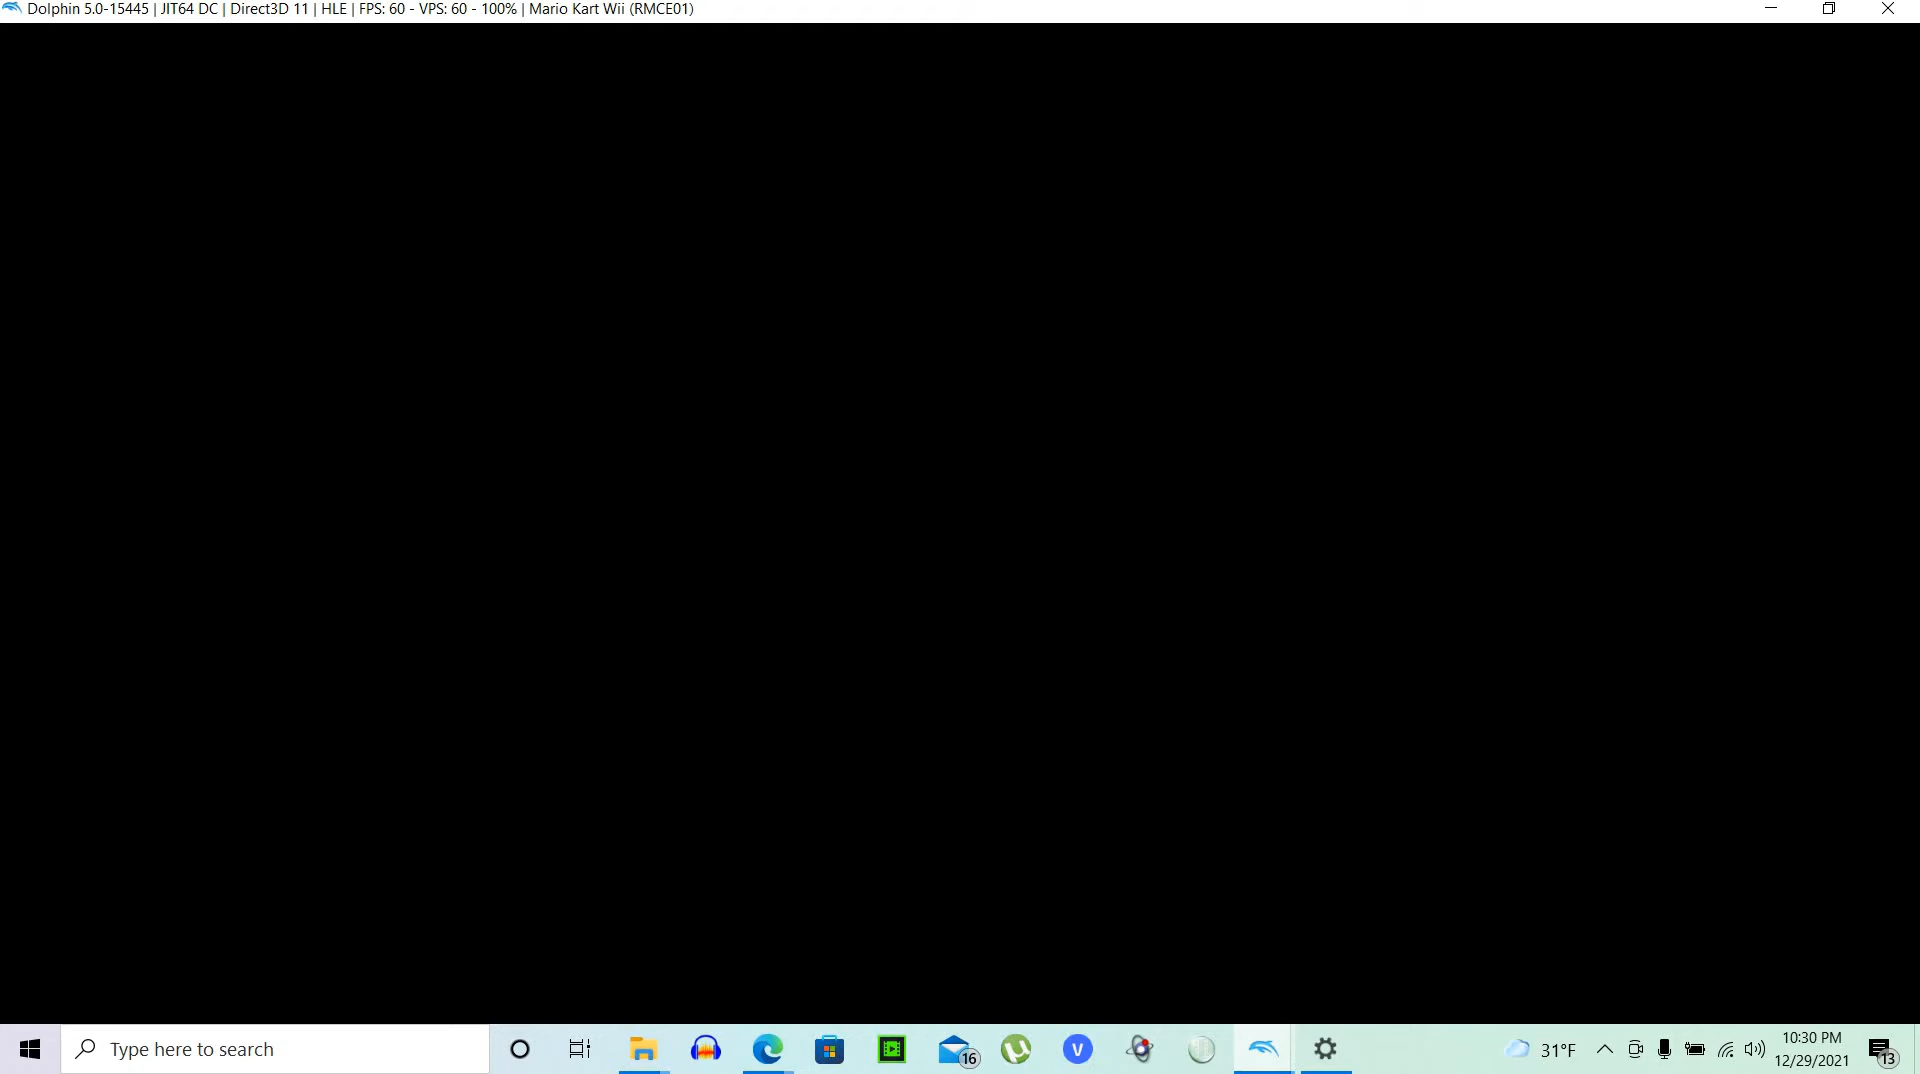 Dolphin 5.0-15445 | JIT64 DC | Direct3D 11 | HLE | FPS: 60 - VPS: 60 - 100% | Mario Kart Wii (RMCE01)
Type here to search
16
V
31°F
10:30 PM
12/29/2021
13